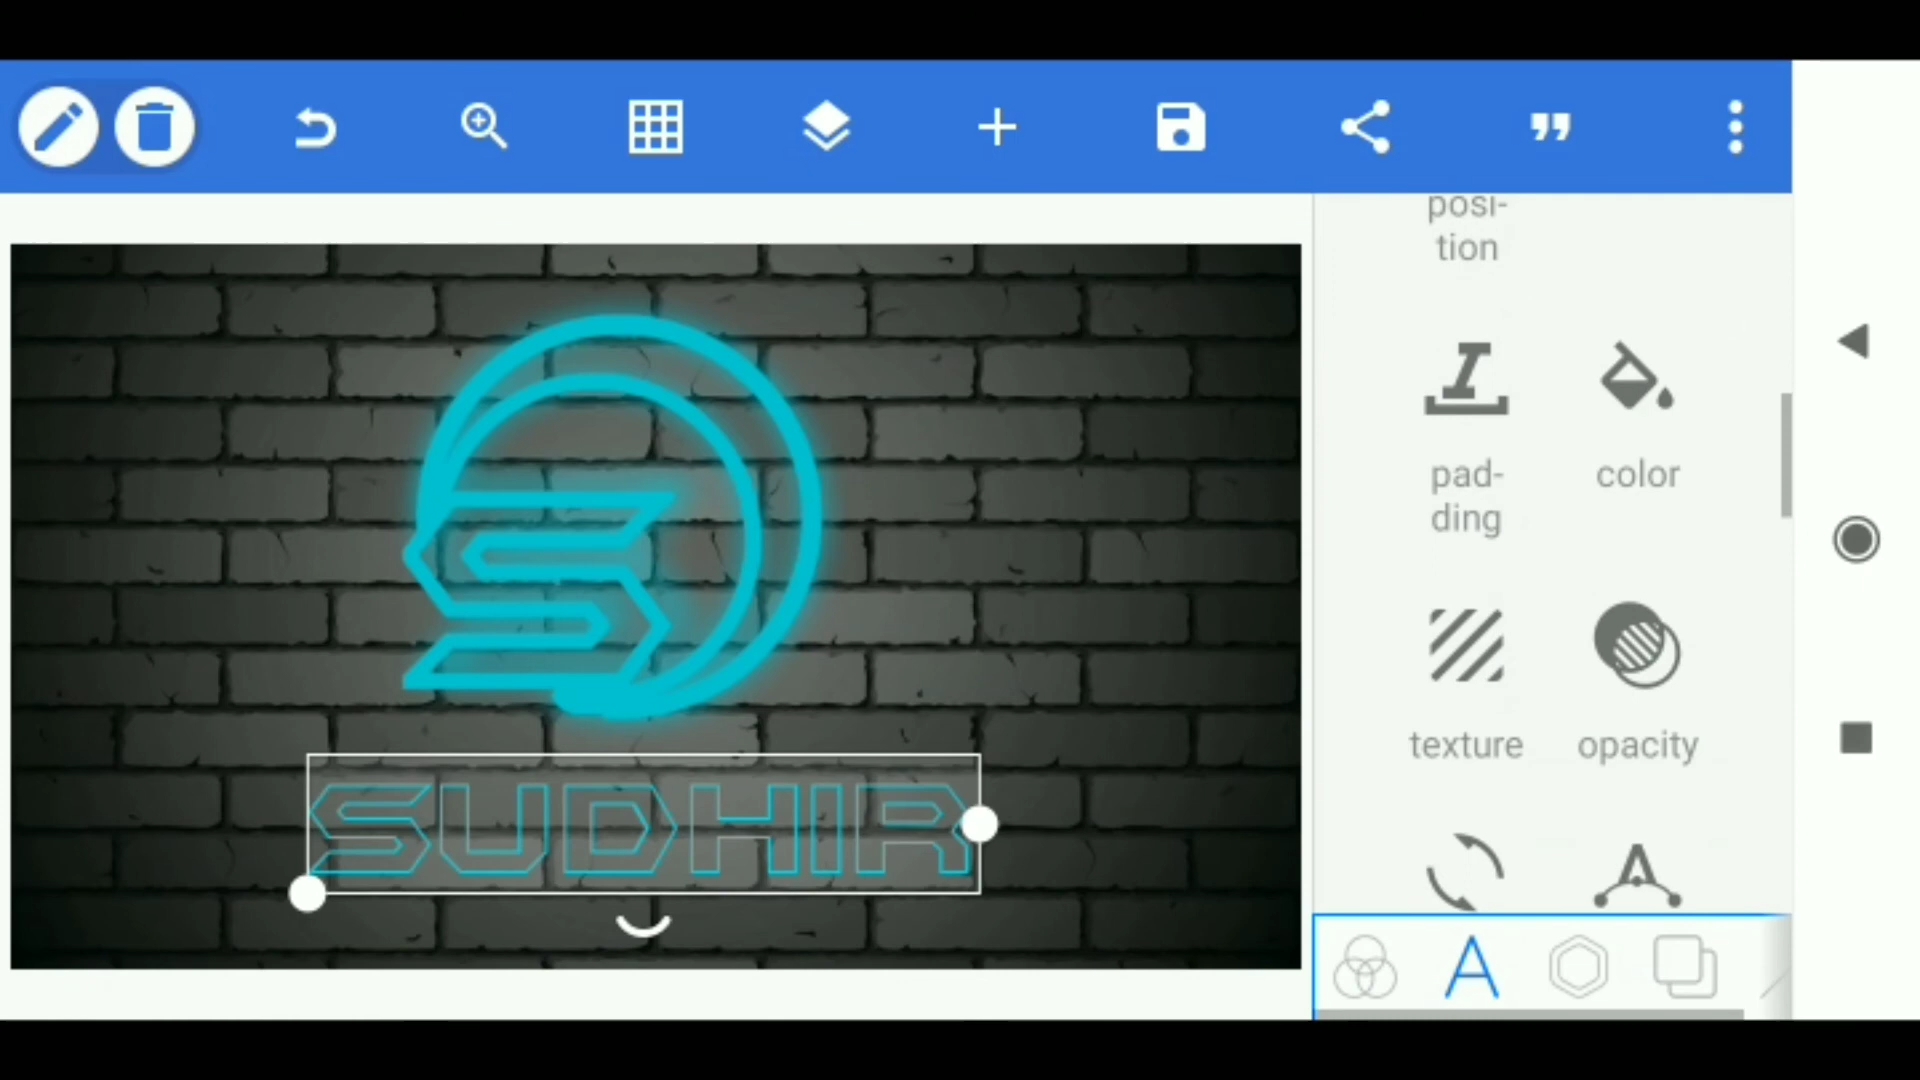 posi-
tion
pad-
ding
color
texture
opacity
SUDHIR